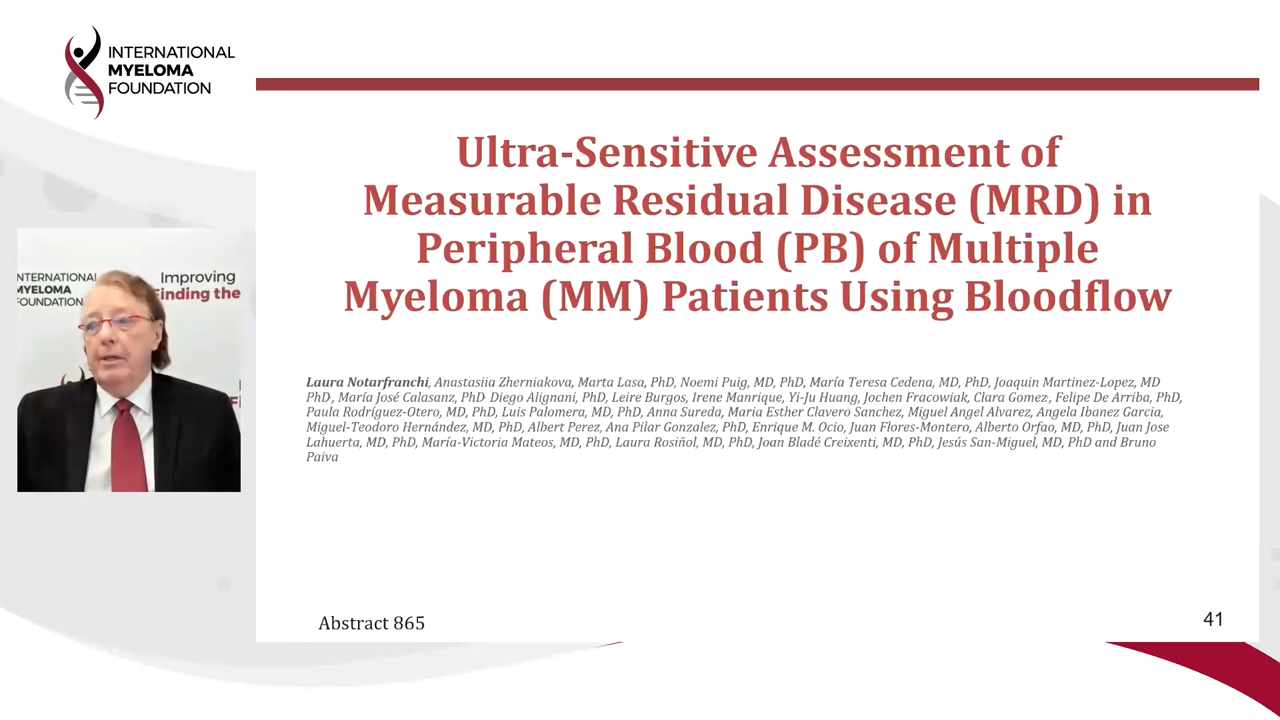 INTERNATIONAL
MYELOMA
FOUNDATION
Ultra-Sensitive Assessment of
Measurable Residual Disease (MRD) in
Peripheral Blood (PB) of Multiple
Myeloma (MM) Patients Using Bloodflow
INTERNATIONAL
MYELOMA
FOUNDATION
Improving
Finding the
Laura Notarfranchi, Anastasiia Zherniakova, Marta Lasa, PhD, Noemi Puig, MD, PhD, María Teresa Cedena, MD, PhD, Joaquin Martinez-Lopez, MD
PhD, María José Calasanz, PhD, Diego Alignani, PhD, Leire Burgos, Irene Manrique, Yi-Ju Huang, Jochen Fracowiak, Clara Gomez, Felipe De Arriba, PhD,
Paula Rodríguez-Otero, MD, PhD, Luis Palomera, MD, PhD, Anna Sureda, Maria Esther Clavero Sanchez, Miguel Angel Alvarez, Angela Ibanez Garcia,
Miguel-Teodoro Hernández, MD, PhD, Albert Perez, Ana Pilar Gonzalez, PhD, Enrique M. Ocio, Juan Flores-Montero, Alberto Orfao, MD, PhD, Juan Jose
Lahuerta, MD, PhD, María-Victoria Mateos, MD, PhD, Laura Rosiñol, MD, PhD, Joan Bladé Creixenti, MD, PhD, Jesús San-Miguel, MD, PhD and Bruno
Paiva
Abstract 865
41